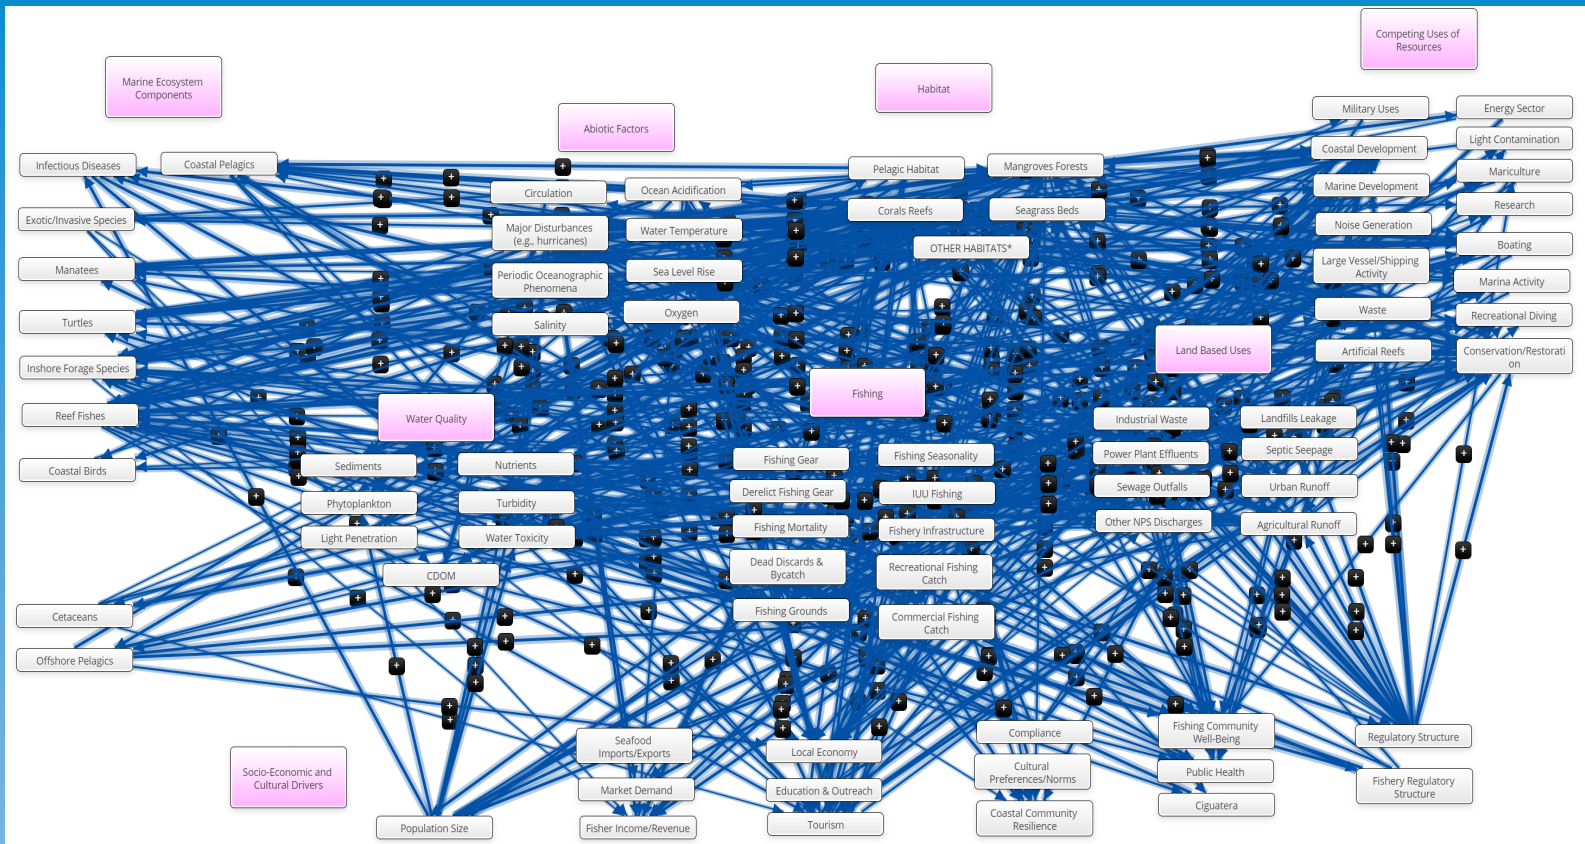 Competing Uses of
Resources
Marine Ecosystem
Components
Habitat
Abiotic Factors
Military Uses
Energy Sector
Light Contamination
Coastal Development
Infectious Diseases
Coastal Pelagics
Pelagic Habitat
Mangroves Forests
Mariculture
Circulation
Ocean Acidification
Marine Development
Corals Reefs
Seagrass Beds
Research
Exotic/Invasive Species
Major Disturbances
(e.g., hurricanes)
Water Temperature
Noise Generation
OTHER HABITATS*
Boating
Manatees
Periodic Oceanographic
Phenomena
Sea Level Rise
Large Vessel/Shipping
Activity
Marina Activity
Turtles
Salinity
Oxygen
Waste
Recreational Diving
Land Based Uses
Artificial Reefs
Conservation/Restorati
on
Inshore Forage Species
Fishing
Reef Fishes
Water Quality
Industrial Waste
Landfills Leakage
Coastal Birds
Sediments
Nutrients
Fishing Gear
Fishing Seasonality
Power Plant Effluents
Septic Seepage
Phytoplankton
Turbidity
Derelict Fishing Gear
IUU Fishing
Sewage Outfalls
Urban Runoff
Light Penetration
Water Toxicity
Fishing Mortality
Fishery Infrastructure
Other NPS Discharges
Agricultural Runoff
CDOM
Dead Discards &
Bycatch
Recreational Fishing
Catch
Cetaceans
Fishing Grounds
Commercial Fishing
Catch
Offshore Pelagics
Socio-Economic and
Cultural Drivers
Seafood
Imports/Exports
Local Economy
Compliance
Fishing Community
Well-Being
Regulatory Structure
Market Demand
Education & Outreach
Cultural
Preferences/Norms
Public Health
Fishery Regulatory
Structure
Population Size
Fisher Income/Revenue
Tourism
Coastal Community
Resilience
Ciguatera